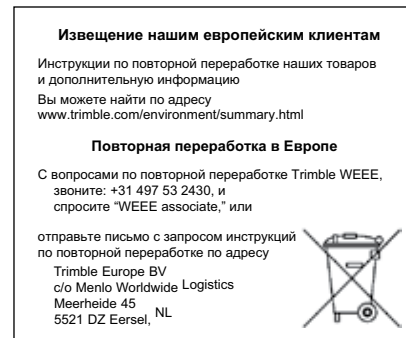 Извещение нашим европейским клиентам
Инструкции по повторной переработке наших товаров
и дополнительную информацию
Вы можете найти по адресу
www.trimble.com/environment/summary.html
Повторная переработка в Европе
С вопросами по повторной переработке Trimble WEEE,
звоните: +31 497 53 2430, и
спросите “WEEE associate,” или
отправьте письмо с запросом инструкций
по повторной переработке по адресу
Trimble Europe BV
c/o Menlo Worldwide Logistics
Meerheide 45
5521 DZ Eersel, NL